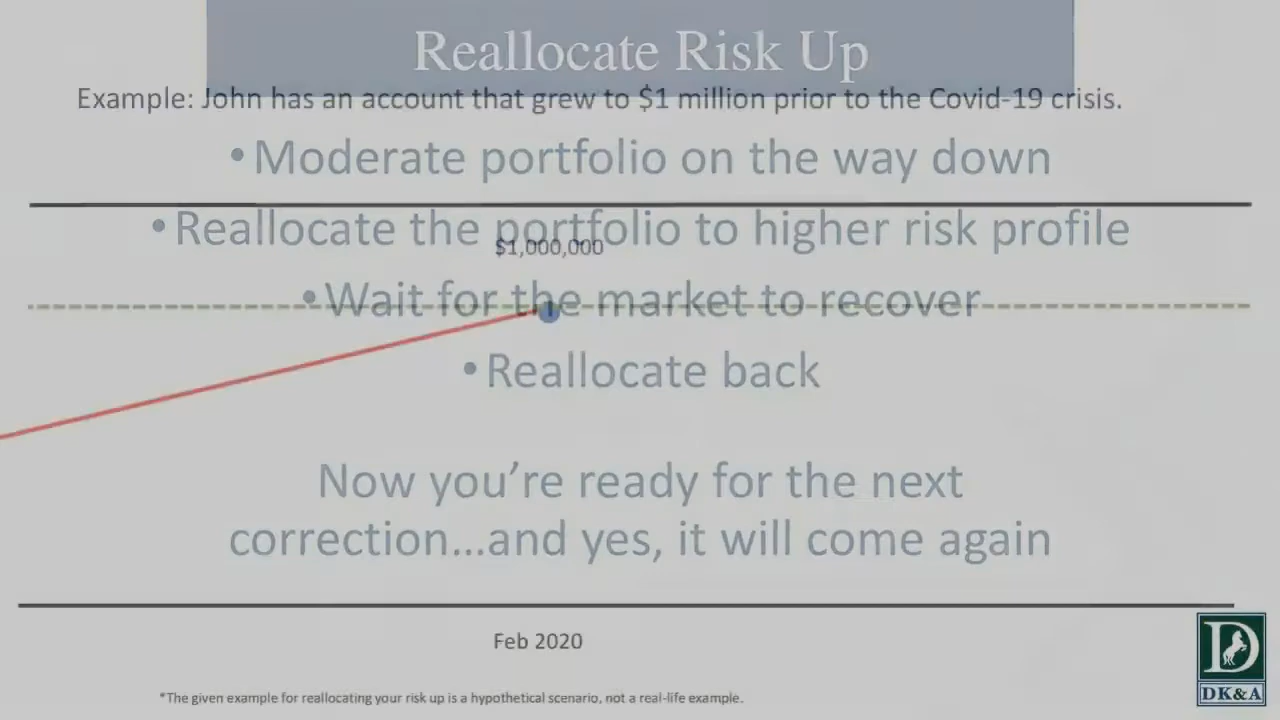 Reallocate Risk Up
Example: John has an account that grew to $1 million prior to the Covid-19 crisis.
•Moderate portfolio on the way down
•Reallocate the portfolio to higher risk profile
$1,000,000
•Wait for the market to recover
•Reallocate back
Now you’re ready for the next
correction...and yes, it will come again
Feb 2020
*The given example for reallocating your risk up is a hypothetical scenario, not a real-life example.
D
DK&A